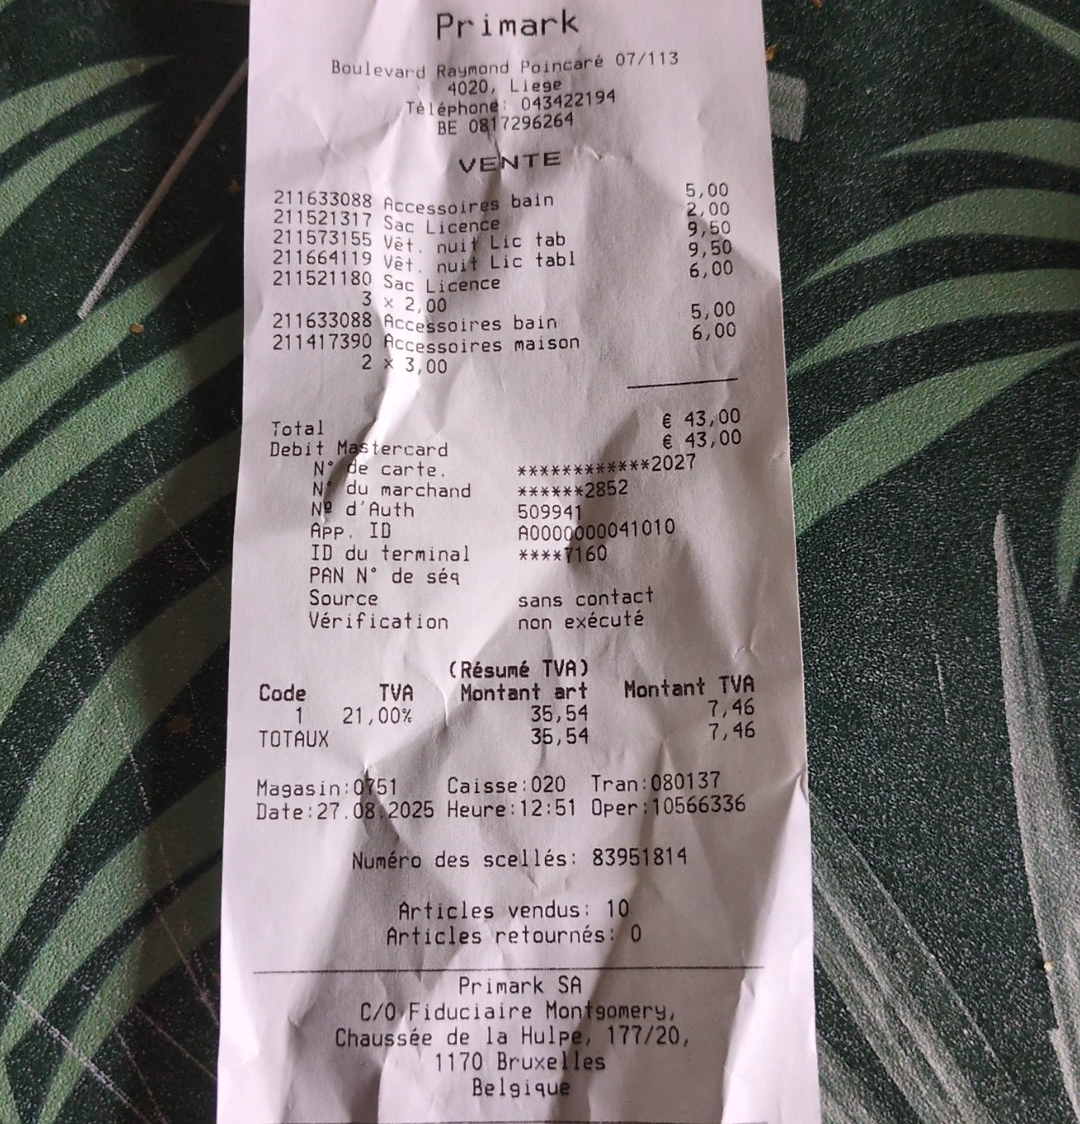 Primark
Boulevard Raymond Poincaré 07/113
4020, Liege
Téléphone: 043422194
BE 0817296264
VENTE
211633088 Accessoires bain 5,00
211521317 Sac Licence 2,00
211573155 Vêt. nuit Lic tab 9,50
211664119 Vêt. nuit Lic tabl 9,50
211521180 Sac Licence 6,00
3 x 2,00
211633088 Accessoires bain 5,00
211417390 Accessoires maison 6,00
2 x 3,00
Total € 43,00
Debit Mastercard € 43,00
N° de carte. ************2027
N° du marchand ******2852
Nº d'Auth 509941
App. ID A0000000041010
ID du terminal ****7160
PAN N° de séq
Source sans contact
Vérification non exécuté
(Résumé TVA)
Code TVA Montant art Montant TVA
1 21,00% 35,54 7,46
TOTAUX 35,54 7,46
Magasin:0751 Caisse:020 Tran:080137
Date:27.08.2025 Heure:12:51 Oper:10566336
Numéro des scellés: 83951814
Articles vendus: 10
Articles retournés: 0
Primark SA
C/O Fiduciaire Montgomery,
Chaussée de la Hulpe, 177/20,
1170 Bruxelles
Belgique